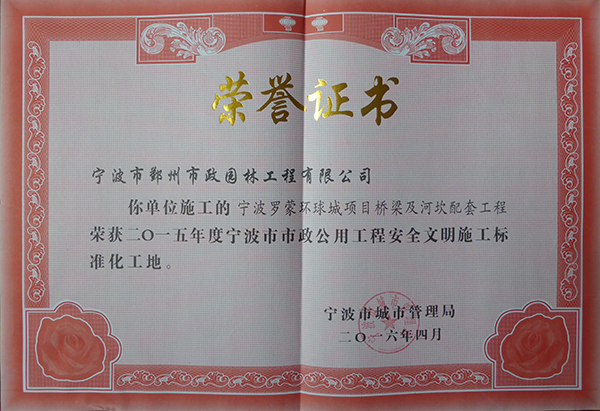 荣誉证书
宁波市鄞州市政园林工程有限公司
你单位施工的宁波罗蒙环球城项目桥梁及河坎配套工程
荣获二〇一五年度宁波市市政公用工程安全文明施工标
准化工地。
宁波市城市管理局
二〇一六年四月